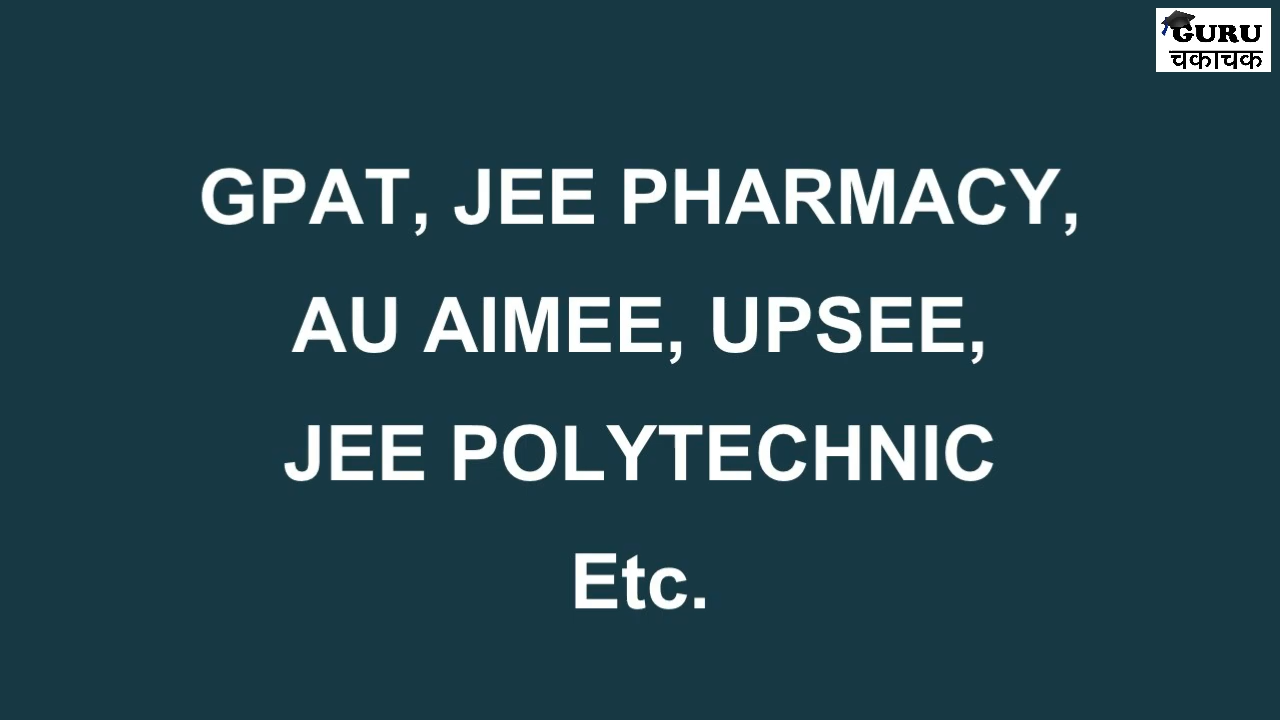 GURU
चकाचक
GPAT, JEE PHARMACY,
AU AIMEE, UPSEE,
JEE POLYTECHNIC
Etc.